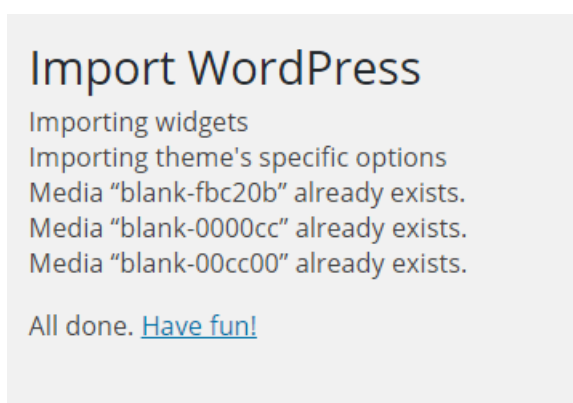 Import WordPress
Importing widgets
Importing theme's specific options
Media “blank-fbc20b” already exists.
Media “blank-0000cc” already exists.
Media “blank-00cc00” already exists.
All done. Have fun!